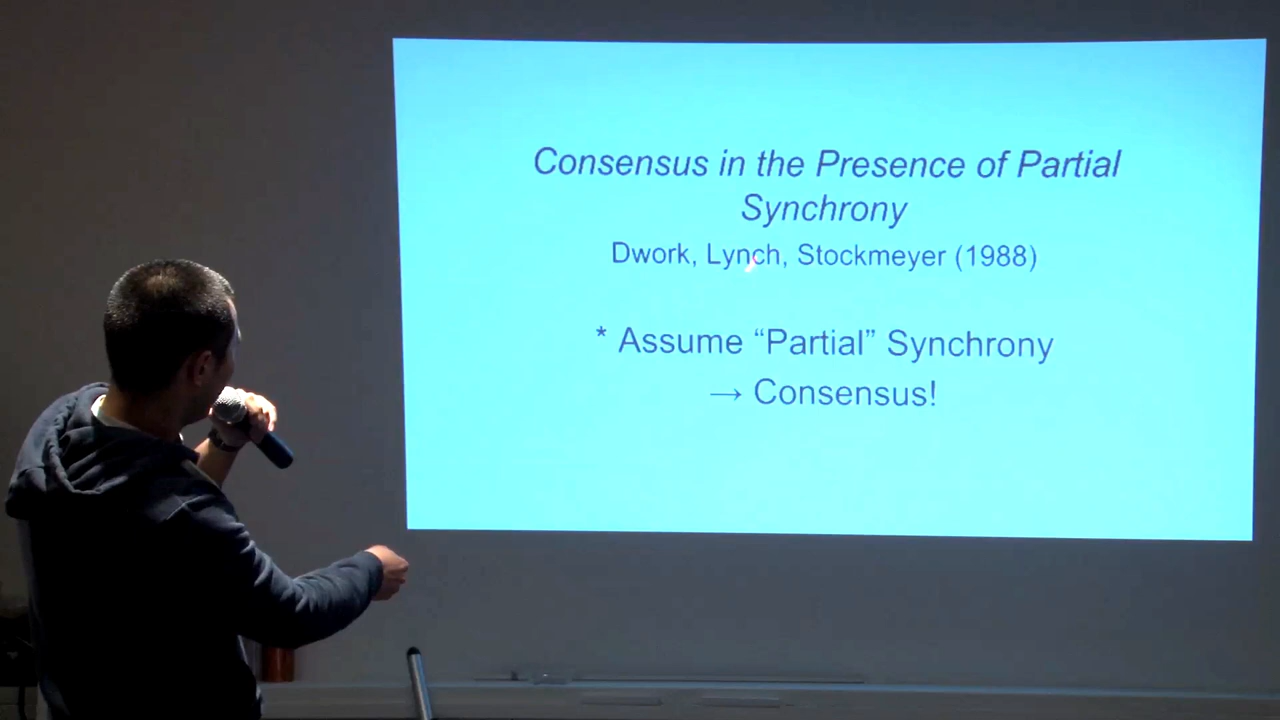 Consensus in the Presence of Partial
Synchrony
Dwork, Lynch, Stockmeyer (1988)
* Assume “Partial” Synchrony
→ Consensus!